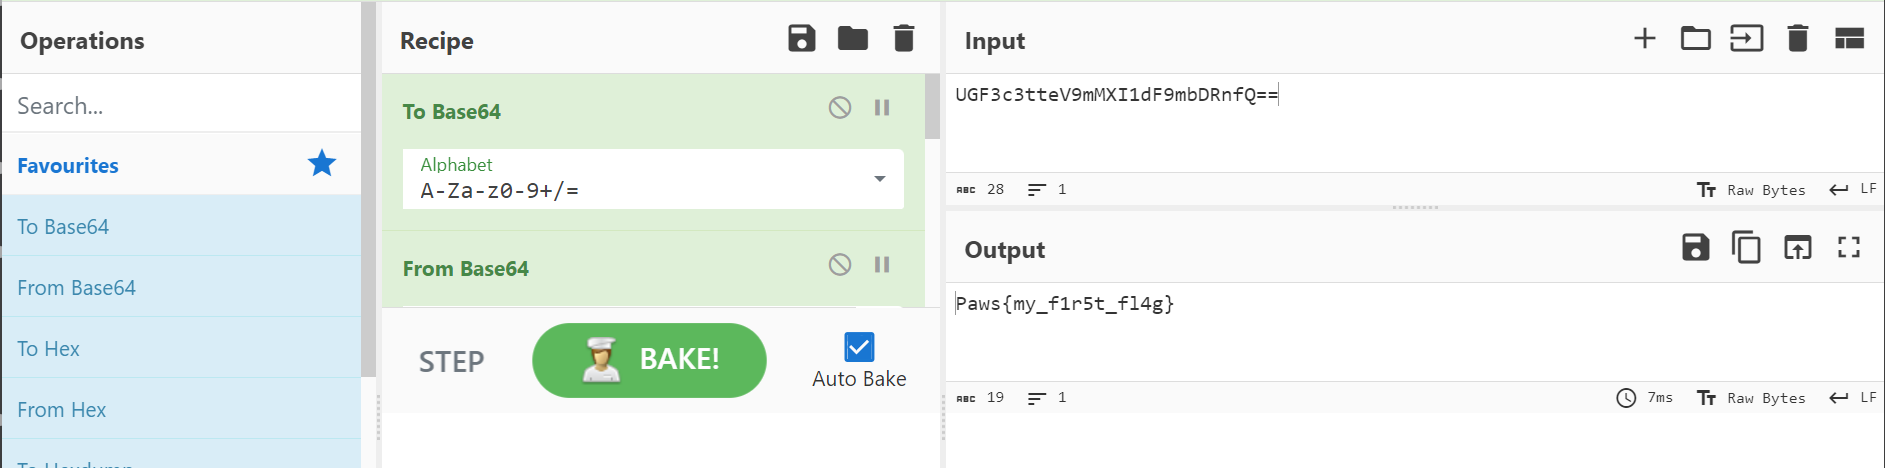 Operations
Search...
Favourites
To Base64
From Base64
To Hex
From Hex
Recipe
To Base64
Alphabet
A-Za-z0-9+/=
From Base64
STEP
BAKE!
Auto Bake
Input
UGF3c3tteV9mMXI1dF9mbDRnfQ==
ABC 28 1 Raw Bytes LF
Output
Paws{my_f1r5t_fl4g}
ABC 19 1 7ms Raw Bytes LF